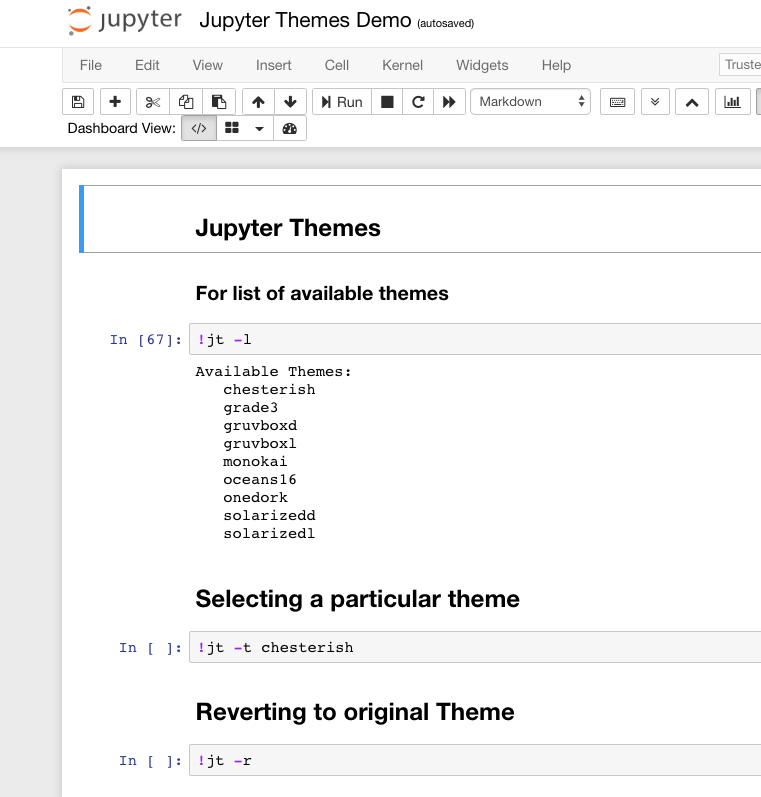 jupyter Jupyter Themes Demo (autosaved)
File Edit View Insert Cell Kernel Widgets Help Truste
Run Markdown
Dashboard View: </>
Jupyter Themes
For list of available themes
In [67]: !jt -l
Available Themes:
chesterish
grade3
gruvboxd
gruvboxl
monokai
oceans16
onedork
solarizedd
solarizedl
Selecting a particular theme
In [ ]: !jt -t chesterish
Reverting to original Theme
In [ ]: !jt -r